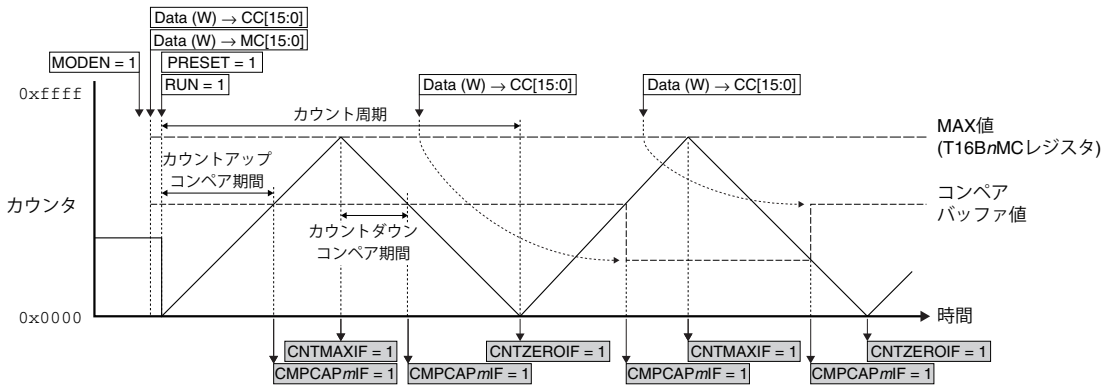 Data (W) → CC[15:0]
Data (W) → MC[15:0]
MODEN = 1
PRESET = 1
RUN = 1
Data (W) → CC[15:0]
Data (W) → CC[15:0]
0xffff
カウント周期
MAX値
(T16BnMCレジスタ)
カウントアップ
コンペア期間
カウンタ
コンペア
バッファ値
カウントダウン
コンペア期間
0x0000
時間
CNTMAXIF = 1
CNTZEROIF = 1
CNTMAXIF = 1
CNTZEROIF = 1
CMPCAPmIF = 1
CMPCAPmIF = 1
CMPCAPmIF = 1
CMPCAPmIF = 1